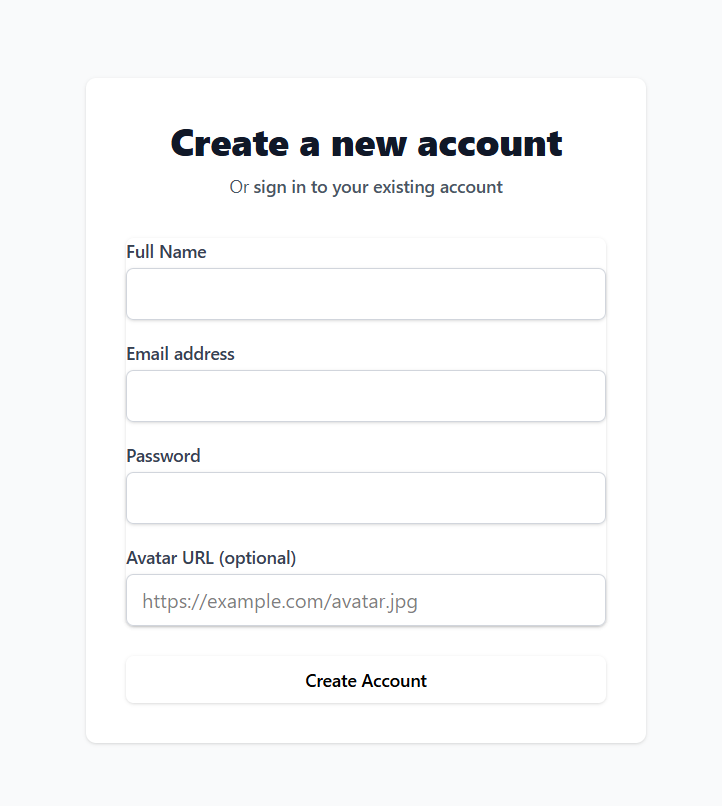 Create a new account
Or sign in to your existing account
Full Name
Email address
Password
Avatar URL (optional)
https://example.com/avatar.jpg
Create Account